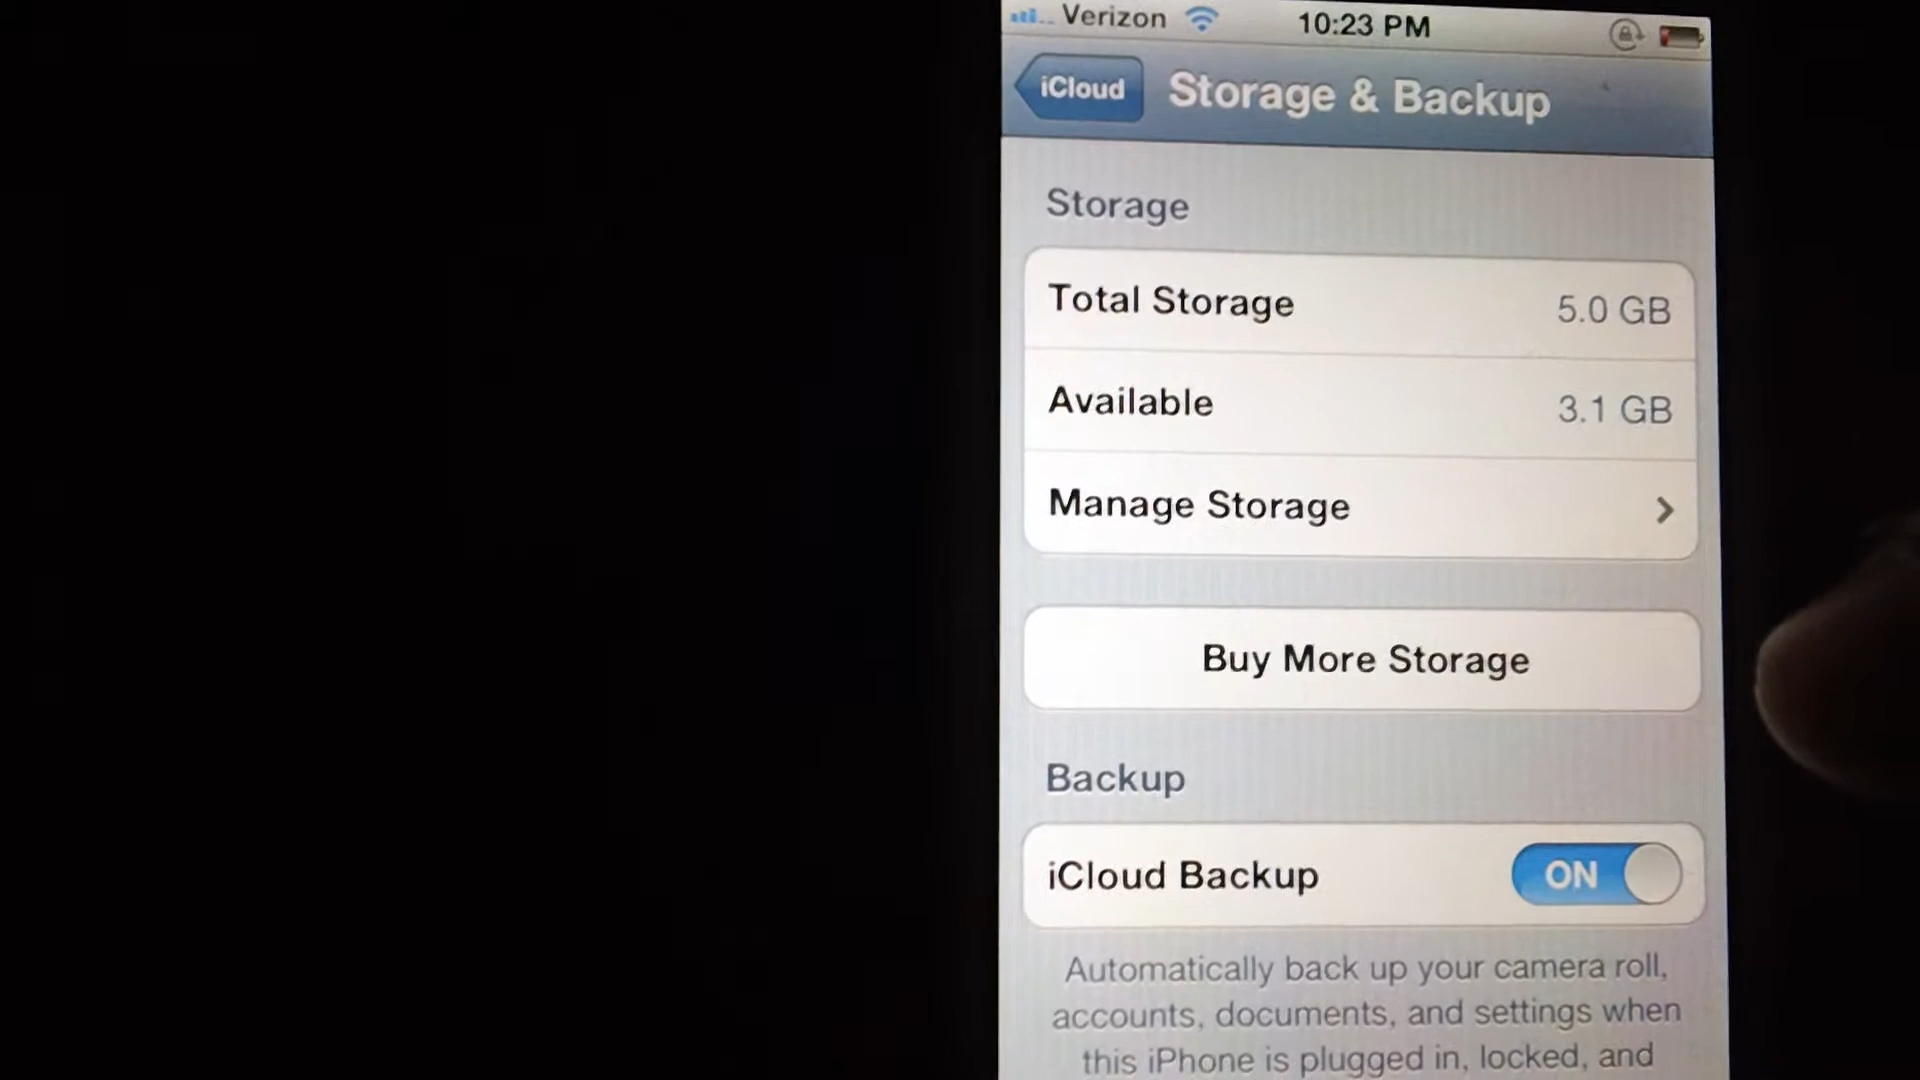 Verizon 10:23 PM
iCloud Storage & Backup
Storage
Total Storage 5.0 GB
Available 3.1 GB
Manage Storage
Buy More Storage
Backup
iCloud Backup ON
Automatically back up your camera roll,
accounts, documents, and settings when
this iPhone is plugged in, locked, and